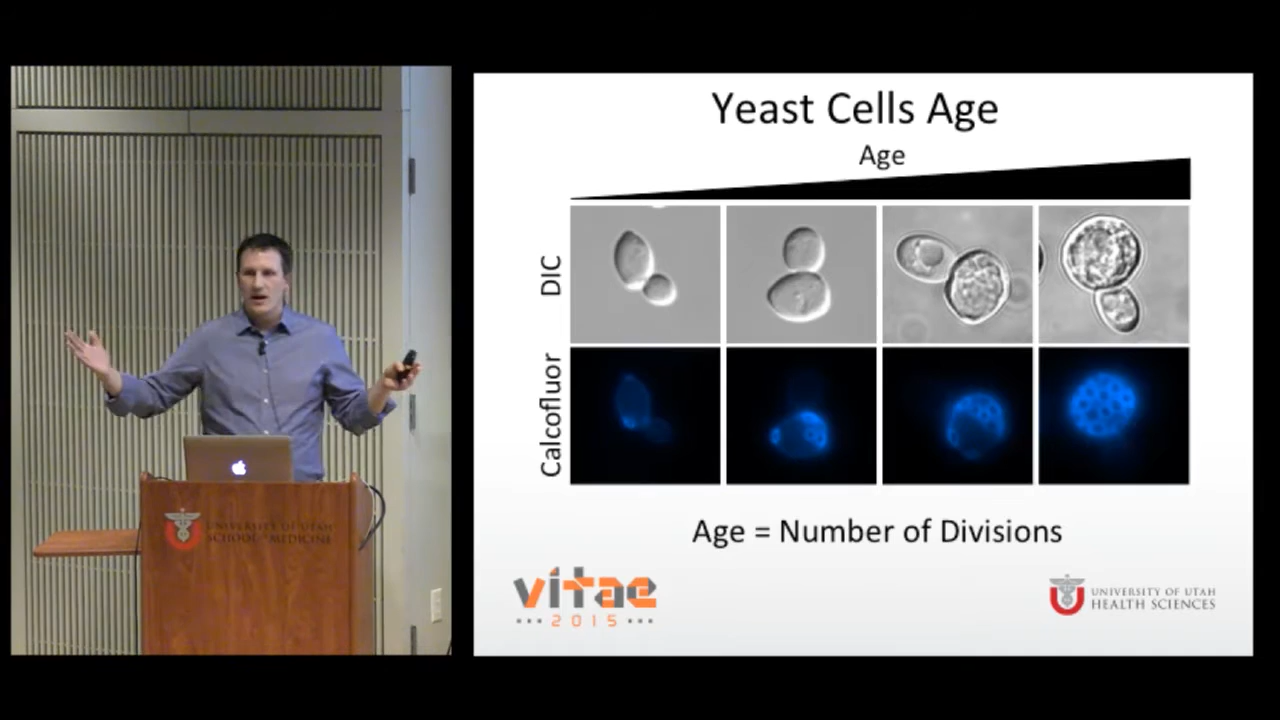 UNIVERSITY OF UTAH
SCHOOL OF MEDICINE
Yeast Cells Age
Age
DIC
Calcofluor
Age = Number of Divisions
vitae
2015
UNIVERSITY OF UTAH
HEALTH SCIENCES